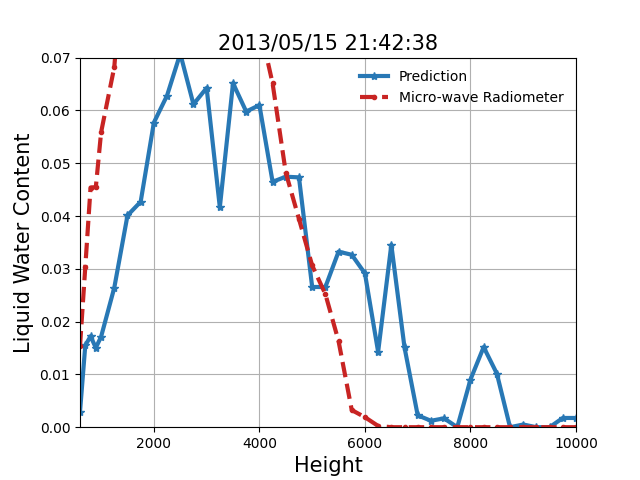 2013/05/15 21:42:38
Prediction
Micro-wave Radiometer
Liquid Water Content
0.07
0.06
0.05
0.04
0.03
0.02
0.01
0.00
2000 4000 6000 8000 10000
Height